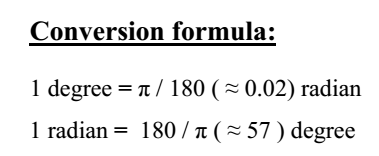 Conversion formula:
1 degree = π / 180 ( ≈ 0.02) radian
1 radian = 180 / π ( ≈ 57 ) degree